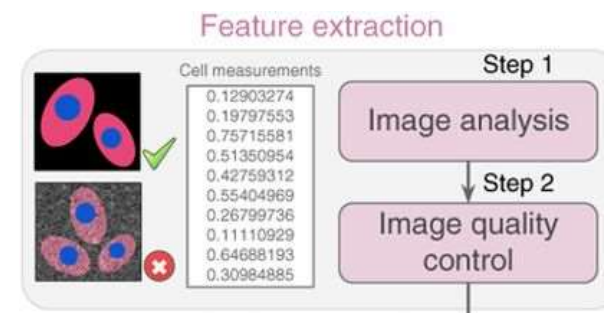 Feature extraction
Cell measurements
0.12903274
0.19797553
0.75715581
0.51350954
0.42759312
0.55404969
0.26799736
0.11110929
0.64688193
0.30984885
Step 1
Image analysis
Step 2
Image quality
control